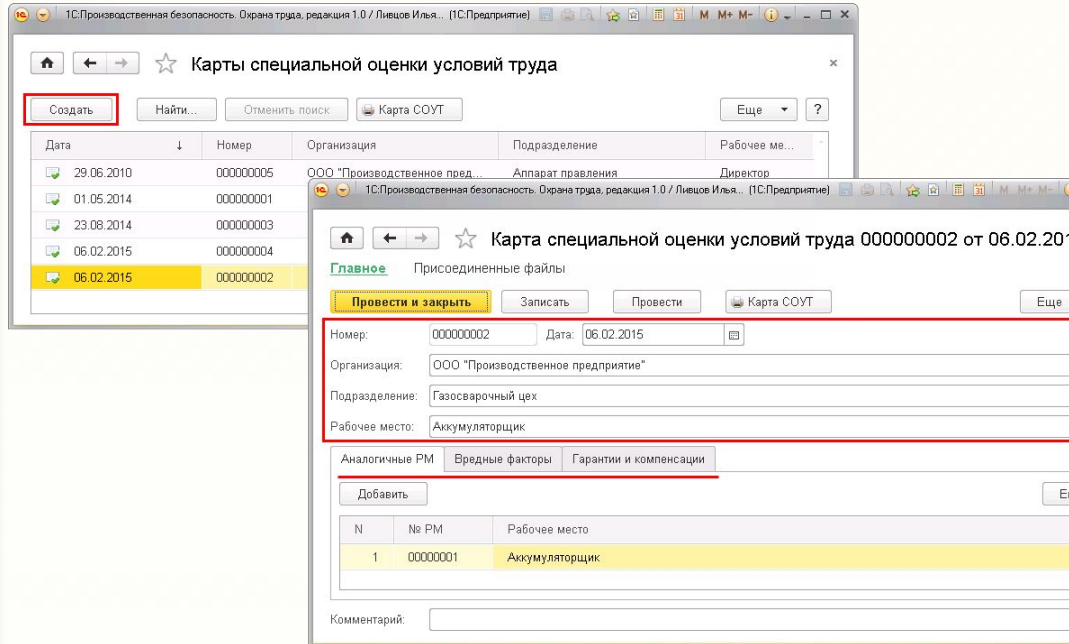 1С:Производственная безопасность. Охрана труда, редакция 1.0 / Ливцов Илья... (1С:Предприятие) M M+ M-
Карты специальной оценки условий труда
Создать Найти... Отменить поиск Карта СОУТ Еще ?
Дата Номер Организация Подразделение Рабочее ме...
29.06.2010 000000005 ООО "Производственное пред... Аппарат правления Директор
01.05.2014 000000001
23.08.2014 000000003
06.02.2015 000000004
06.02.2015 000000002
1С:Производственная безопасность. Охрана труда, редакция 1.0 / Ливцов Илья... (1С:Предприятие) M M+ M-
Карта специальной оценки условий труда 000000002 от 06.02.201
Главное Присоединенные файлы
Провести и закрыть Записать Провести Карта СОУТ Еще
Номер: 000000002 Дата: 06.02.2015
Организация: ООО "Производственное предприятие"
Подразделение: Газосварочный цех
Рабочее место: Аккумуляторщик
Аналогичные РМ Вредные факторы Гарантии и компенсации
Добавить
N № РМ Рабочее место
1 00000001 Аккумуляторщик
Комментарий: